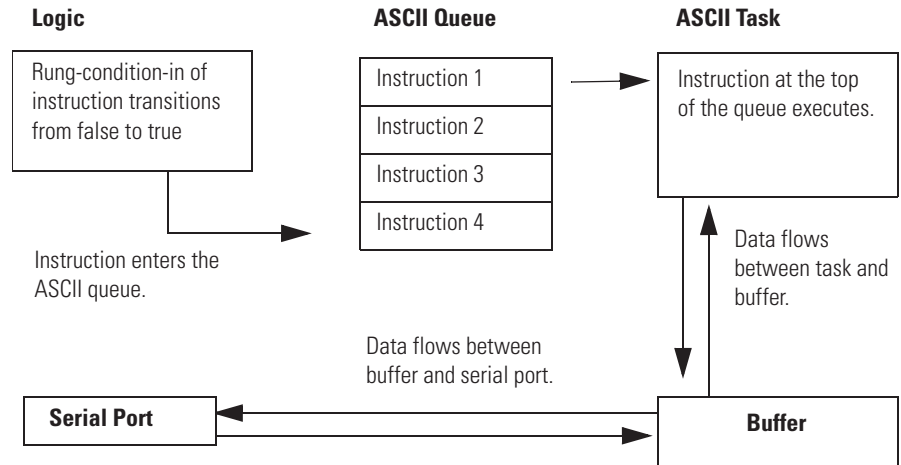 Logic
ASCII Queue
ASCII Task
Rung-condition-in of
instruction transitions
from false to true
Instruction 1
Instruction 2
Instruction 3
Instruction 4
Instruction at the top
of the queue executes.
Instruction enters the
ASCII queue.
Data flows
between task and
buffer.
Data flows between
buffer and serial port.
Serial Port
Buffer